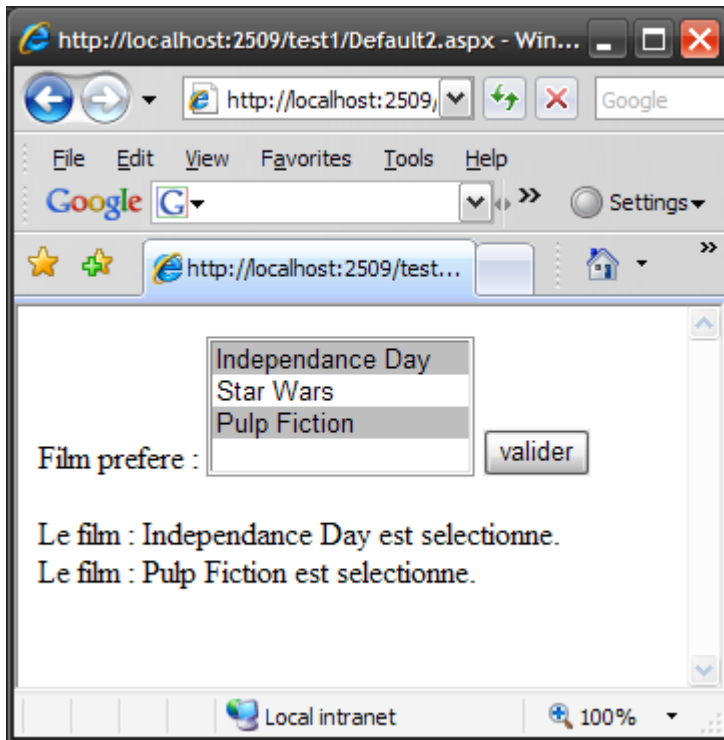 http://localhost:2509/test1/Default2.aspx - Win...
http://localhost:2509/ Google
File Edit View Favorites Tools Help
Google G Settings
http://localhost:2509/test...
Independance Day
Star Wars
Pulp Fiction
Film prefere : valider
Le film : Independance Day est selectionne.
Le film : Pulp Fiction est selectionne.
Local intranet 100%